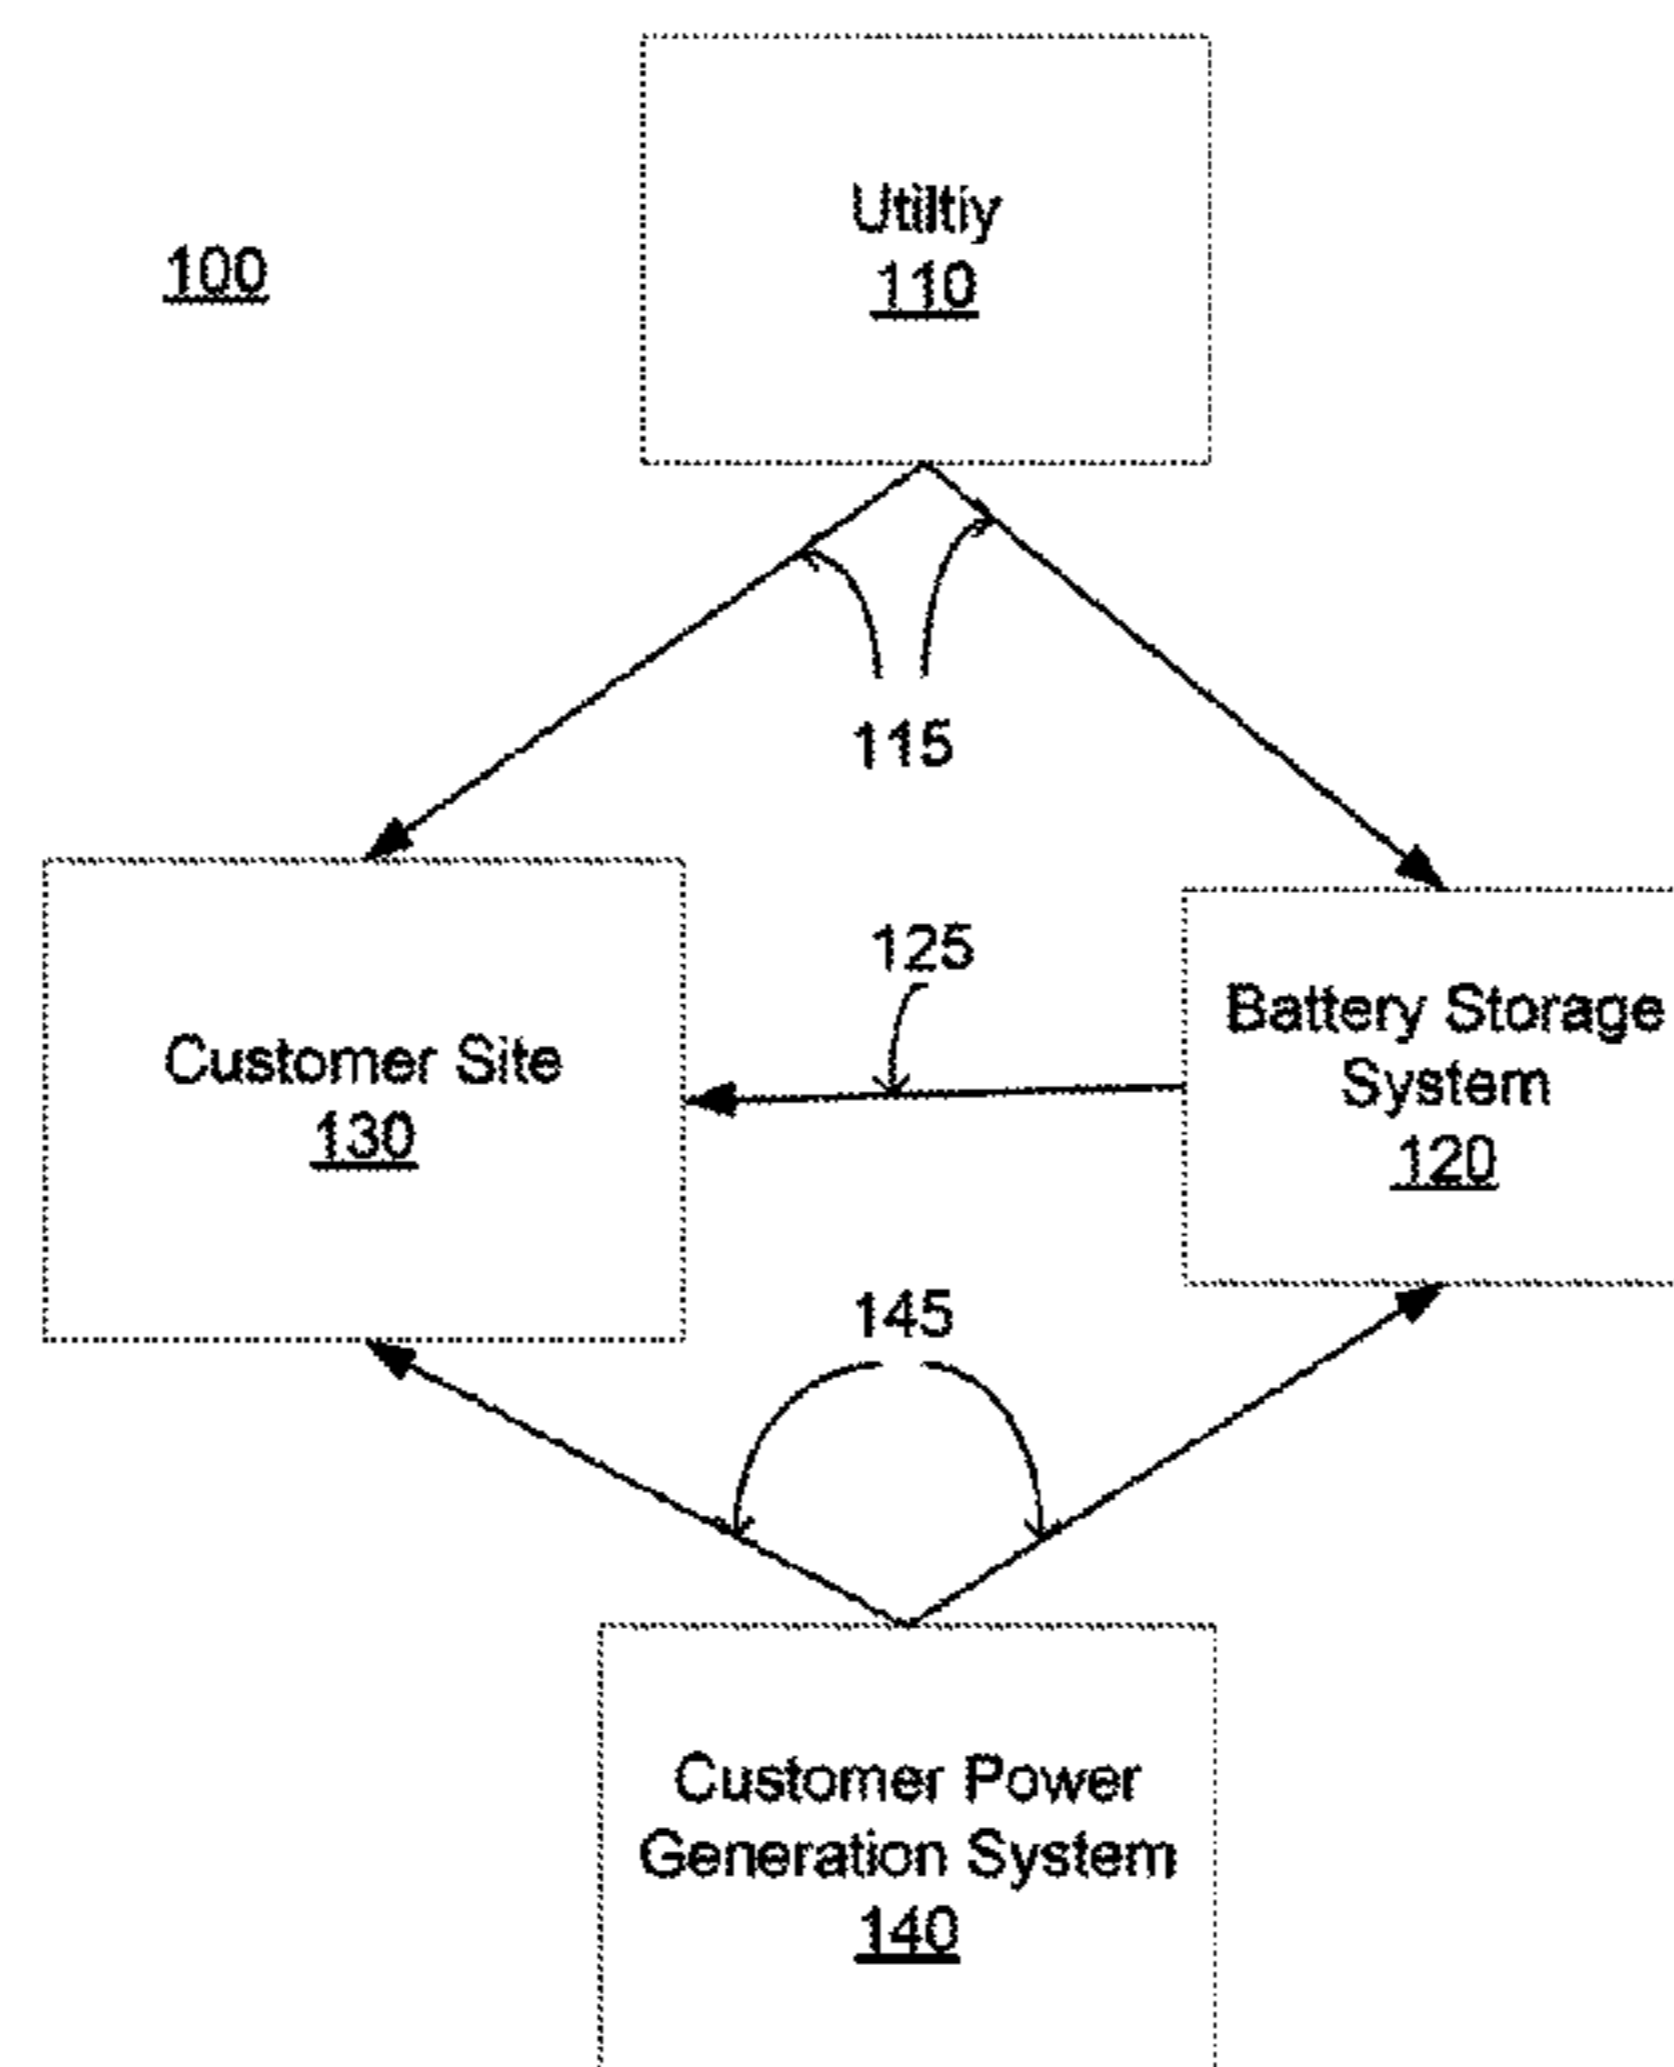 Utiltiy
110
100
115
125
Customer Site
130
Battery Storage
System
120
145
Customer Power
Generation System
140